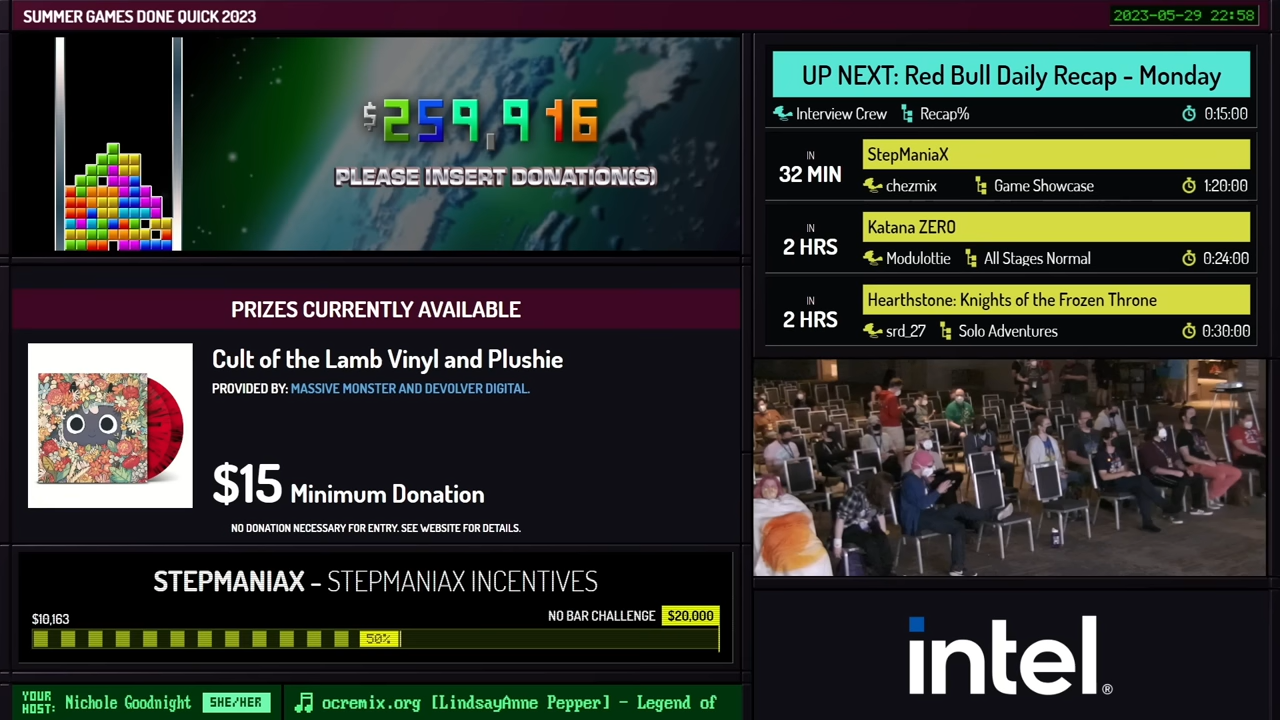 SUMMER GAMES DONE QUICK 2023
2023-05-29 22:58
$259,916
PLEASE INSERT DONATION(S)
PRIZES CURRENTLY AVAILABLE
Cult of the Lamb Vinyl and Plushie
PROVIDED BY: MASSIVE MONSTER AND DEVOLVER DIGITAL.
$15 Minimum Donation
NO DONATION NECESSARY FOR ENTRY. SEE WEBSITE FOR DETAILS.
STEPMANIAX – STEPMANIAX INCENTIVES
$10,163
NO BAR CHALLENGE $20,000
50%
UP NEXT: Red Bull Daily Recap - Monday
Interview Crew Recap% 0:15:00
IN
32 MIN
StepManiaX
chezmix Game Showcase 1:20:00
IN
2 HRS
Katana ZERO
Modulottie All Stages Normal 0:24:00
IN
2 HRS
Hearthstone: Knights of the Frozen Throne
srd_27 Solo Adventures 0:30:00
intel®
YOUR
HOST: Nichole Goodnight SHE/HER
ocremix.org [LindsayAnne Pepper] - Legend of